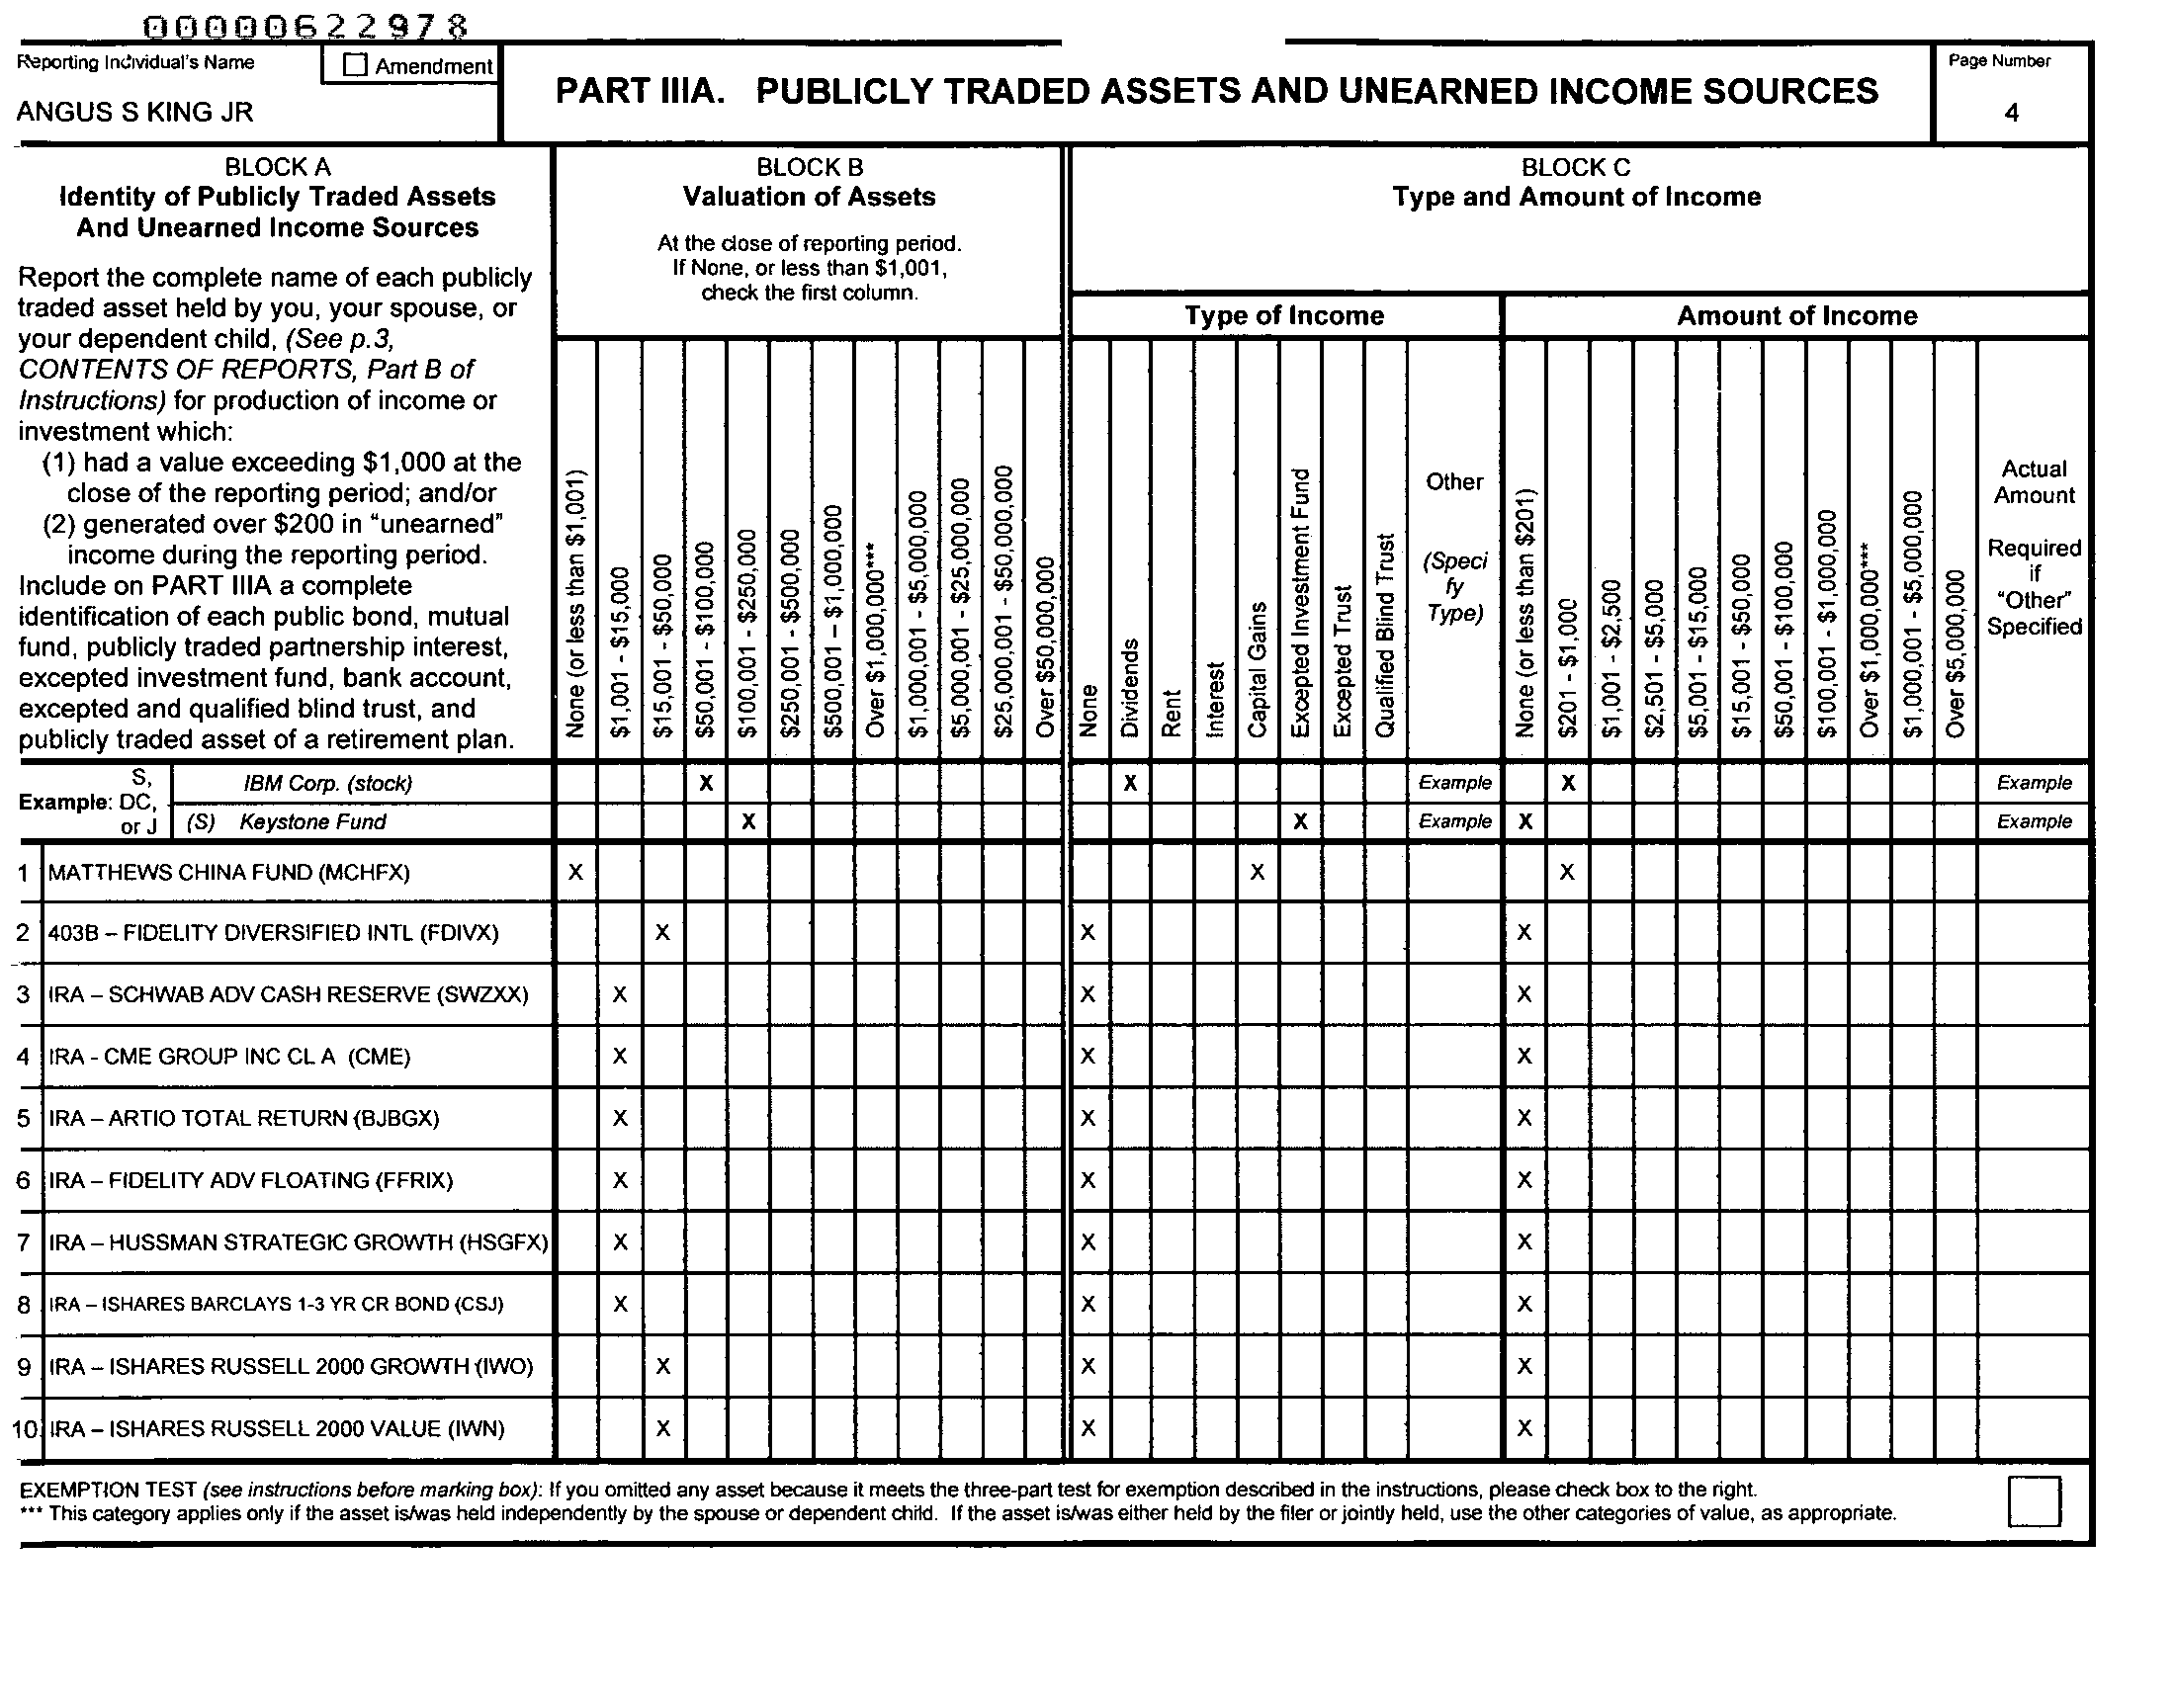 00000622978
Reporting Individual's Name
Amendment
ANGUS S KING JR
PART IIIA. PUBLICLY TRADED ASSETS AND UNEARNED INCOME SOURCES
Page Number
4
BLOCK A
Identity of Publicly Traded Assets
And Unearned Income Sources
Report the complete name of each publicly
traded asset held by you, your spouse, or
your dependent child, (See p.3,
CONTENTS OF REPORTS, Part B of
Instructions) for production of income or
investment which:
(1) had a value exceeding $1,000 at the
close of the reporting period; and/or
(2) generated over $200 in "unearned"
income during the reporting period.
Include on PART IIIA a complete
identification of each public bond, mutual
fund, publicly traded partnership interest,
excepted investment fund, bank account,
excepted and qualified blind trust, and
publicly traded asset of a retirement plan.
BLOCK B
Valuation of Assets
At the close of reporting period.
If None, or less than $1,001,
check the first column.
None (or less than $1,001)
$1,001 - $15,000
$15,001 - $50,000
$50,001 - $100,000
$100,001 - $250,000
$250,001 - $500,000
$500,001 – $1,000,000
Over $1,000,000***
$1,000,001 - $5,000,000
$5,000,001 - $25,000,000
$25,000,001 - $50,000,000
Over $50,000,000
BLOCK C
Type and Amount of Income
Type of Income
None
Dividends
Rent
Interest
Capital Gains
Excepted Investment Fund
Excepted Trust
Qualified Blind Trust
Other
(Speci
fy
Type)
Amount of Income
None (or less than $201)
$201 - $1,000
$1,001 - $2,500
$2,501 - $5,000
$5,001 - $15,000
$15,001 - $50,000
$50,001 - $100,000
$100,001 - $1,000,000
Over $1,000,000***
$1,000,001 - $5,000,000
Over $5,000,000
Actual
Amount
Required
if
"Other"
Specified
Example:
S,
DC,
or J
IBM Corp. (stock) X X Example X Example
(S) Keystone Fund X X Example X Example
1 MATTHEWS CHINA FUND (MCHFX) X X X
2 403B – FIDELITY DIVERSIFIED INTL (FDIVX) X X X
3 IRA – SCHWAB ADV CASH RESERVE (SWZXX) X X X
4 IRA - CME GROUP INC CL A (CME) X X X
5 IRA – ARTIO TOTAL RETURN (BJBGX) X X X
6 IRA – FIDELITY ADV FLOATING (FFRIX) X X X
7 IRA – HUSSMAN STRATEGIC GROWTH (HSGFX) X X X
8 IRA – ISHARES BARCLAYS 1-3 YR CR BOND (CSJ) X X X
9 IRA – ISHARES RUSSELL 2000 GROWTH (IWO) X X X
10 IRA – ISHARES RUSSELL 2000 VALUE (IWN) X X X
EXEMPTION TEST (see instructions before marking box): If you omitted any asset because it meets the three-part test for exemption described in the instructions, please check box to the right.
*** This category applies only if the asset is/was held independently by the spouse or dependent child. If the asset is/was either held by the filer or jointly held, use the other categories of value, as appropriate.